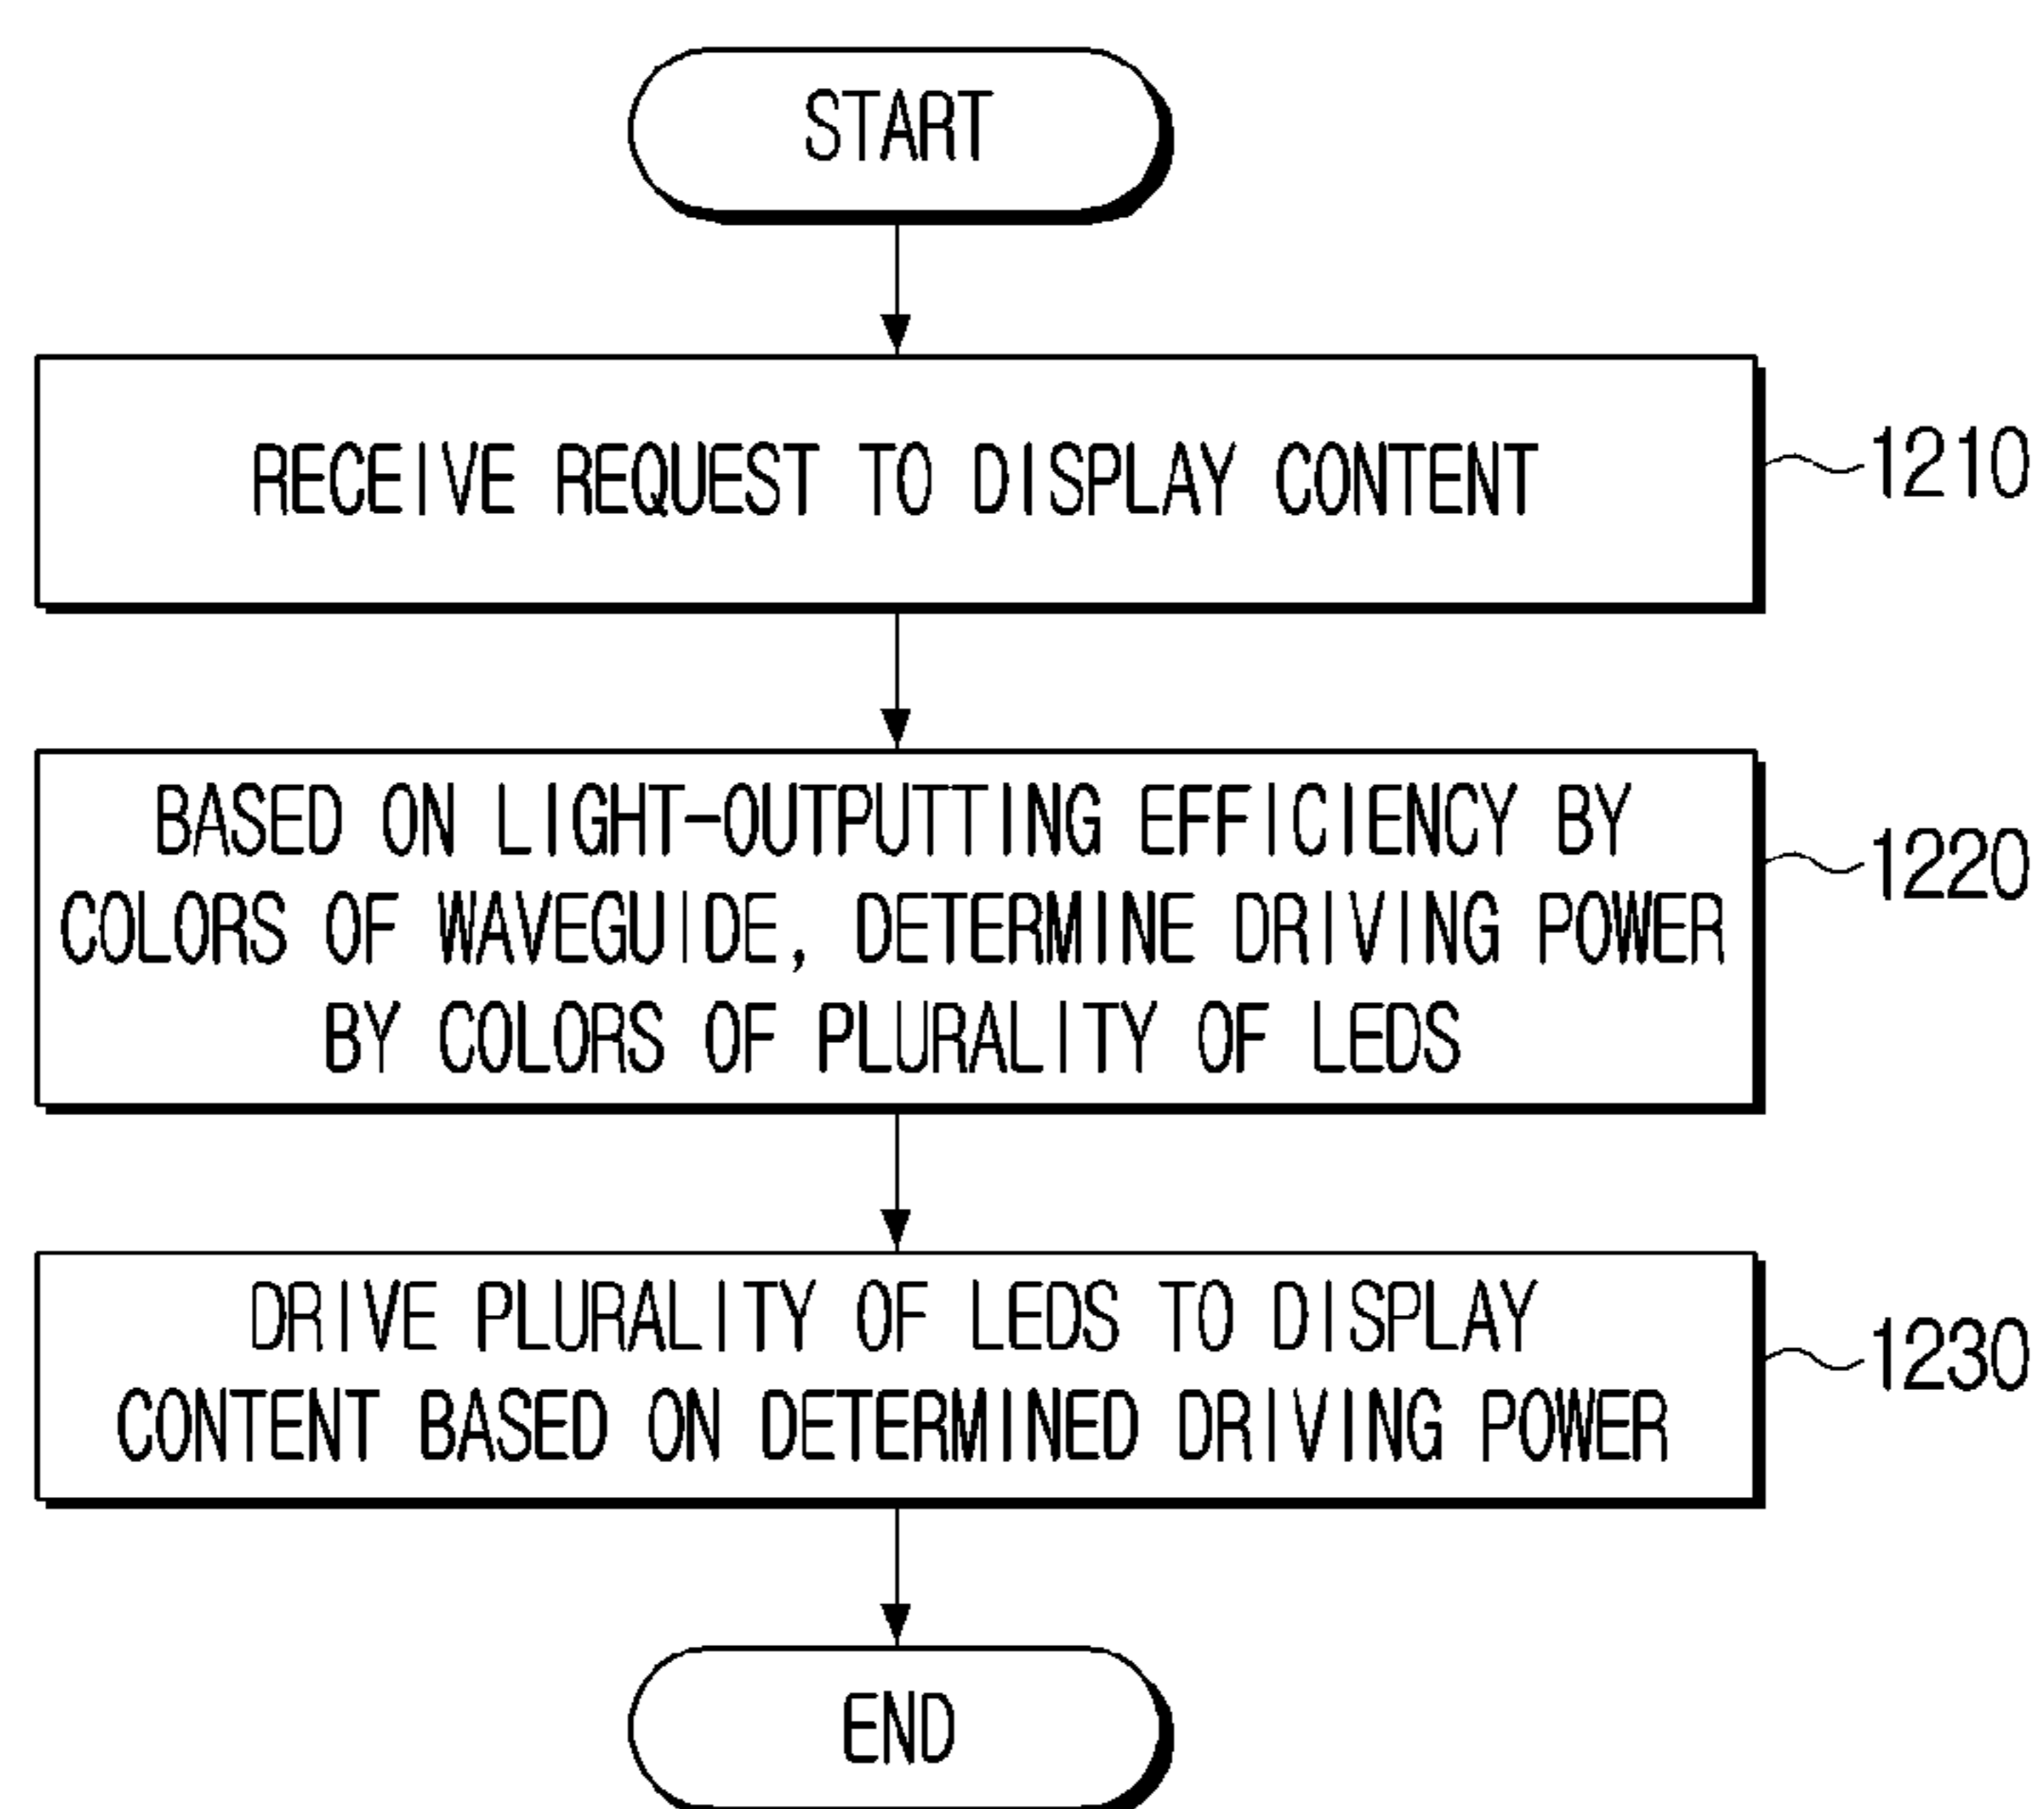 START
RECEIVE REQUEST TO DISPLAY CONTENT
1210
BASED ON LIGHT-OUTPUTTING EFFICIENCY BY
COLORS OF WAVEGUIDE, DETERMINE DRIVING POWER
BY COLORS OF PLURALITY OF LEDS
1220
DRIVE PLURALITY OF LEDS TO DISPLAY
CONTENT BASED ON DETERMINED DRIVING POWER
1230
END